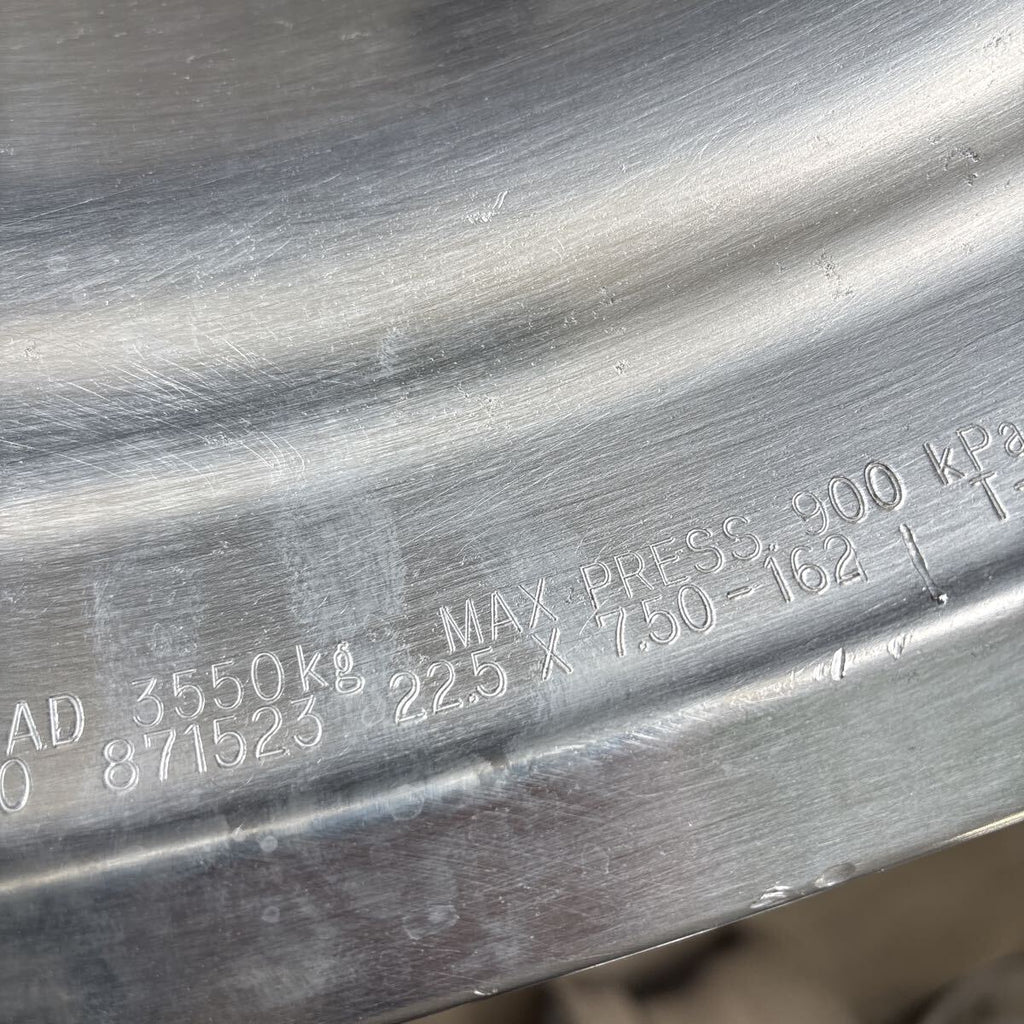 AD 3550kg MAX PRESS. 900 kPa
0 871523 22.5 X 7.50-162 T-